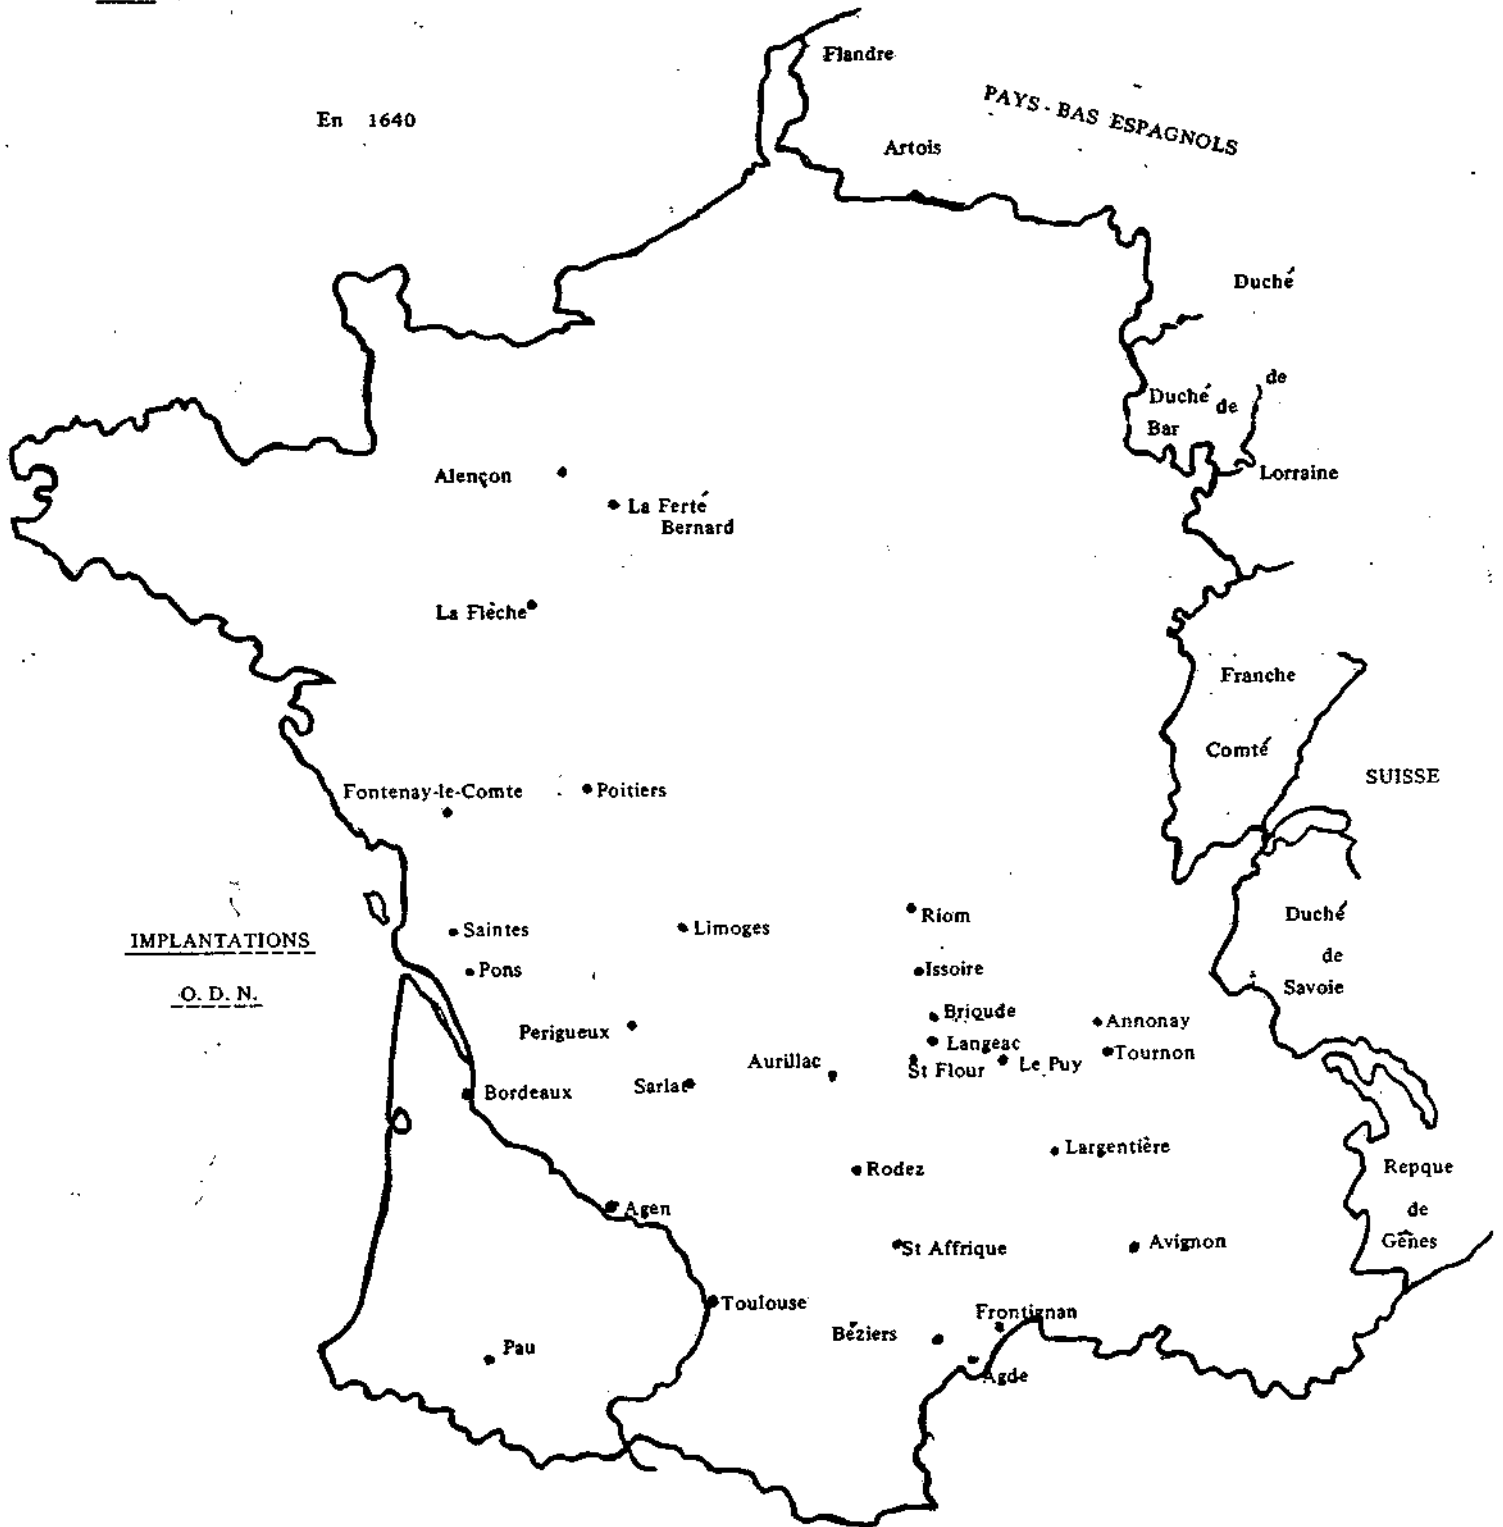 Flandre
PAYS-BAS ESPAGNOLS
En 1640
Artois
Duché
de
Lorraine
Duché de
Bar
Alençon
La Ferté
Bernard
La Flèche
Franche
Comté
SUISSE
Fontenay-le-Comte
Poitiers
IMPLANTATIONS
O. D. N.
Saintes
Limoges
Riom
Duché
de
Savoie
Pons
Issoire
Perigueux
Brioude
Annonay
Langeac
Tournon
Aurillac
St Flour
Le Puy
Bordeaux
Sarlat
Largentière
Rodez
Repque
de
Gênes
Agen
St Affrique
Avignon
Toulouse
Frontignan
Béziers
Pau
Agde